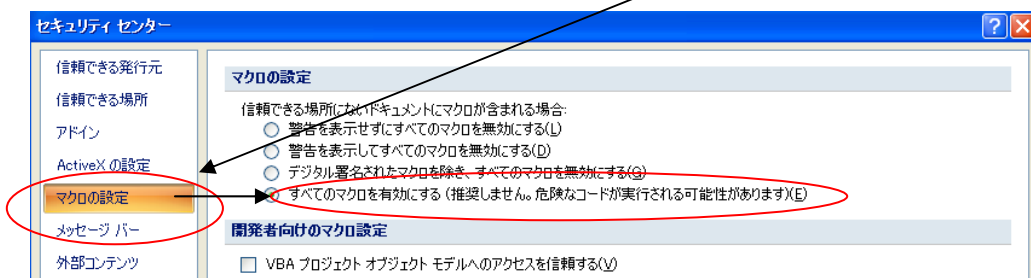 セキュリティ センター
信頼できる発行元
信頼できる場所
アドイン
ActiveX の設定
マクロの設定
メッセージ バー
外部コンテンツ
マクロの設定
信頼できる場所にないドキュメントにマクロが含まれる場合:
警告を表示せずにすべてのマクロを無効にする(L)
警告を表示してすべてのマクロを無効にする(D)
デジタル署名されたマクロを除き、すべてのマクロを無効にする(G)
すべてのマクロを有効にする (推奨しません。危険なコードが実行される可能性があります)(E)
開発者向けのマクロ設定
VBA プロジェクト オブジェクト モデルへのアクセスを信頼する(V)